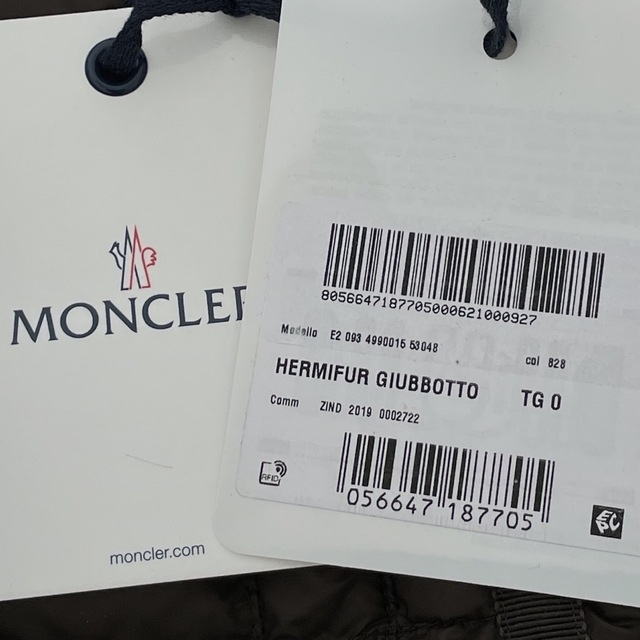 MONCLER
moncler.com
8056647187705000621000927
Modello E2 093 4990015 53048 col 828
HERMIFUR GIUBBOTTO TG 0
Comm ZIND 2019 0002722
RFID
056647 187705